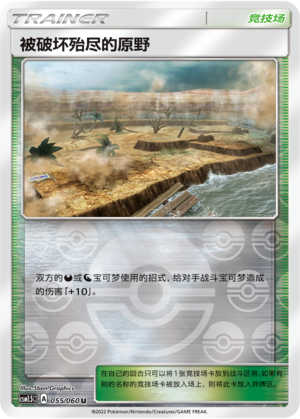 TRAINER
竞技场
被破坏殆尽的原野
双方的恶或龙宝可梦使用的招式,给对手战斗宝可梦造成
的伤害「+10」。
Illus. 5ban Graphics
在自己的回合只可以将1张竞技场卡放到战斗区旁。如果有
别的名称的竞技场卡被放入场上,则将此卡放入弃牌区。
CSM1.5C A 055/060 U
©2022 Pokémon/Nintendo/Creatures/GAME FREAK.